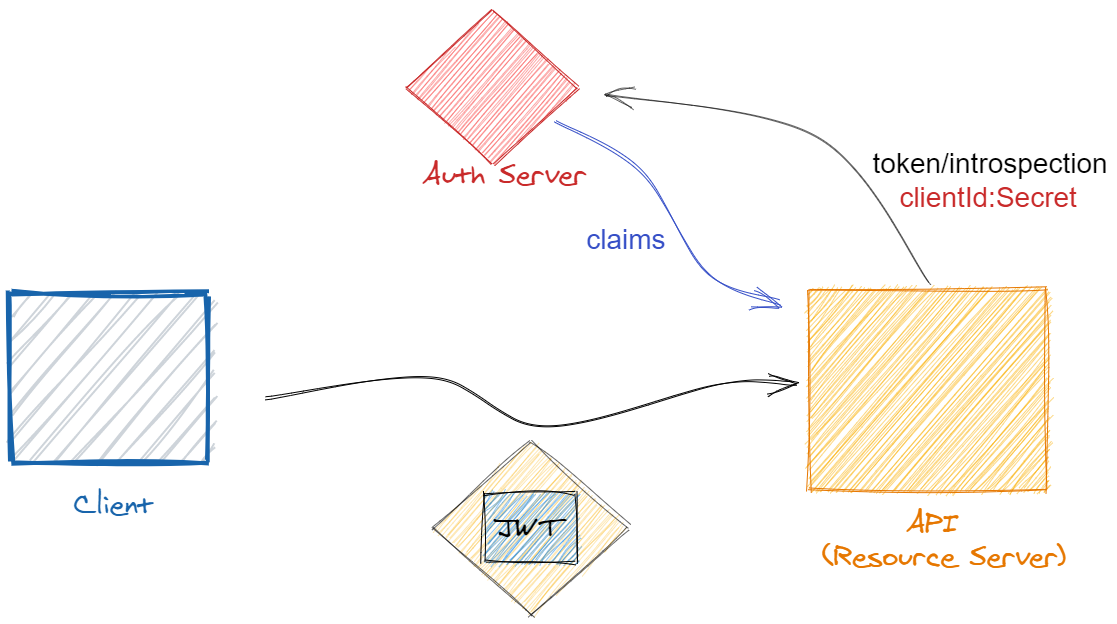 Auth Server
token/introspection
clientId:Secret
claims
Client
JWT
API
(Resource Server)